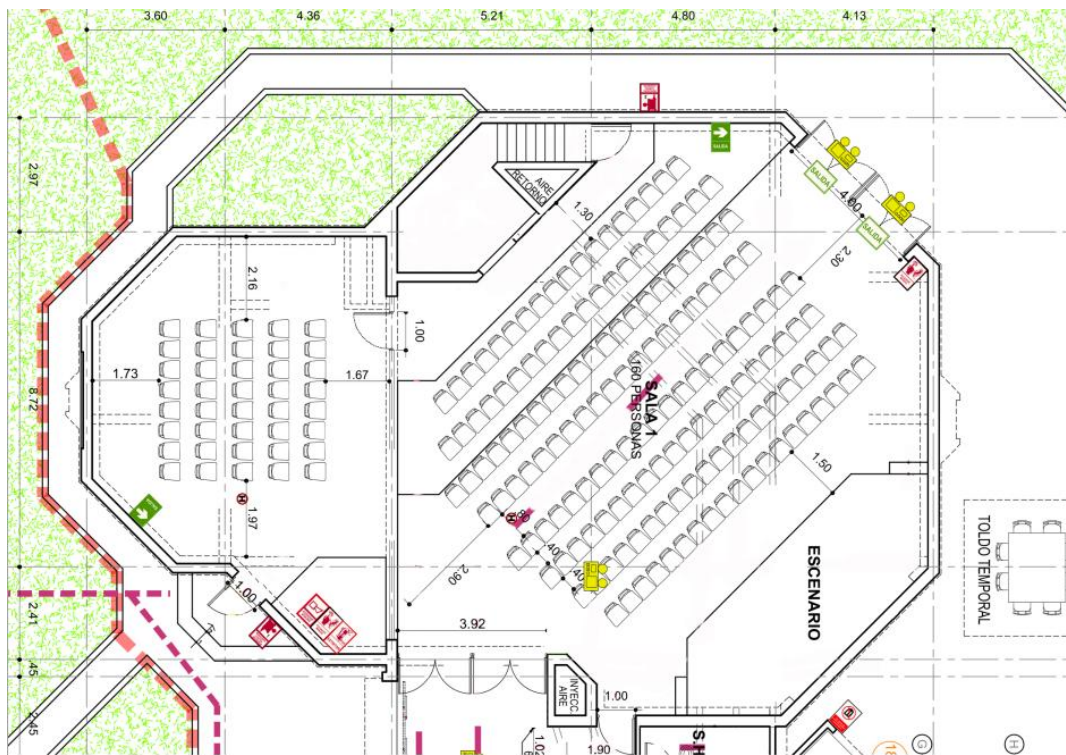 3.60
4.36
5.21
4.80
4.13
2.97
8.72
2.41
.45
2.45
AIRE
RETORNO
1.30
SALIDA
SALIDA
4.00
SALIDA
2.30
2.16
1.00
1.73
1.67
SALA 1
160 PERSONAS
1.50
1.97
H
H
.80
.40
.40
2.90
1.00
3.92
ESCENARIO
TOLDO TEMPORAL
INYECC.
AIRE
1.00
1.02
1.90
S.H
G
H